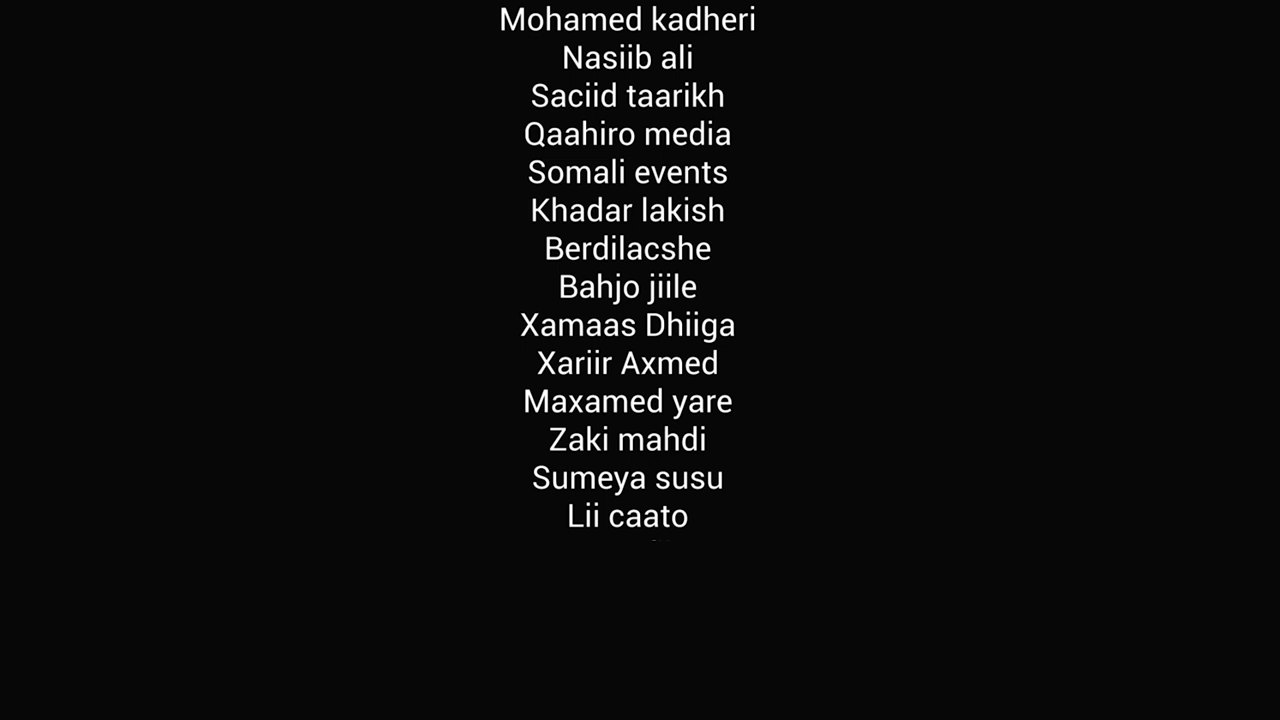 Mohamed kadheri
Nasiib ali
Saciid taarikh
Qaahiro media
Somali events
Khadar lakish
Berdilacshe
Bahjo jiile
Xamaas Dhiiga
Xariir Axmed
Maxamed yare
Zaki mahdi
Sumeya susu
Lii caato